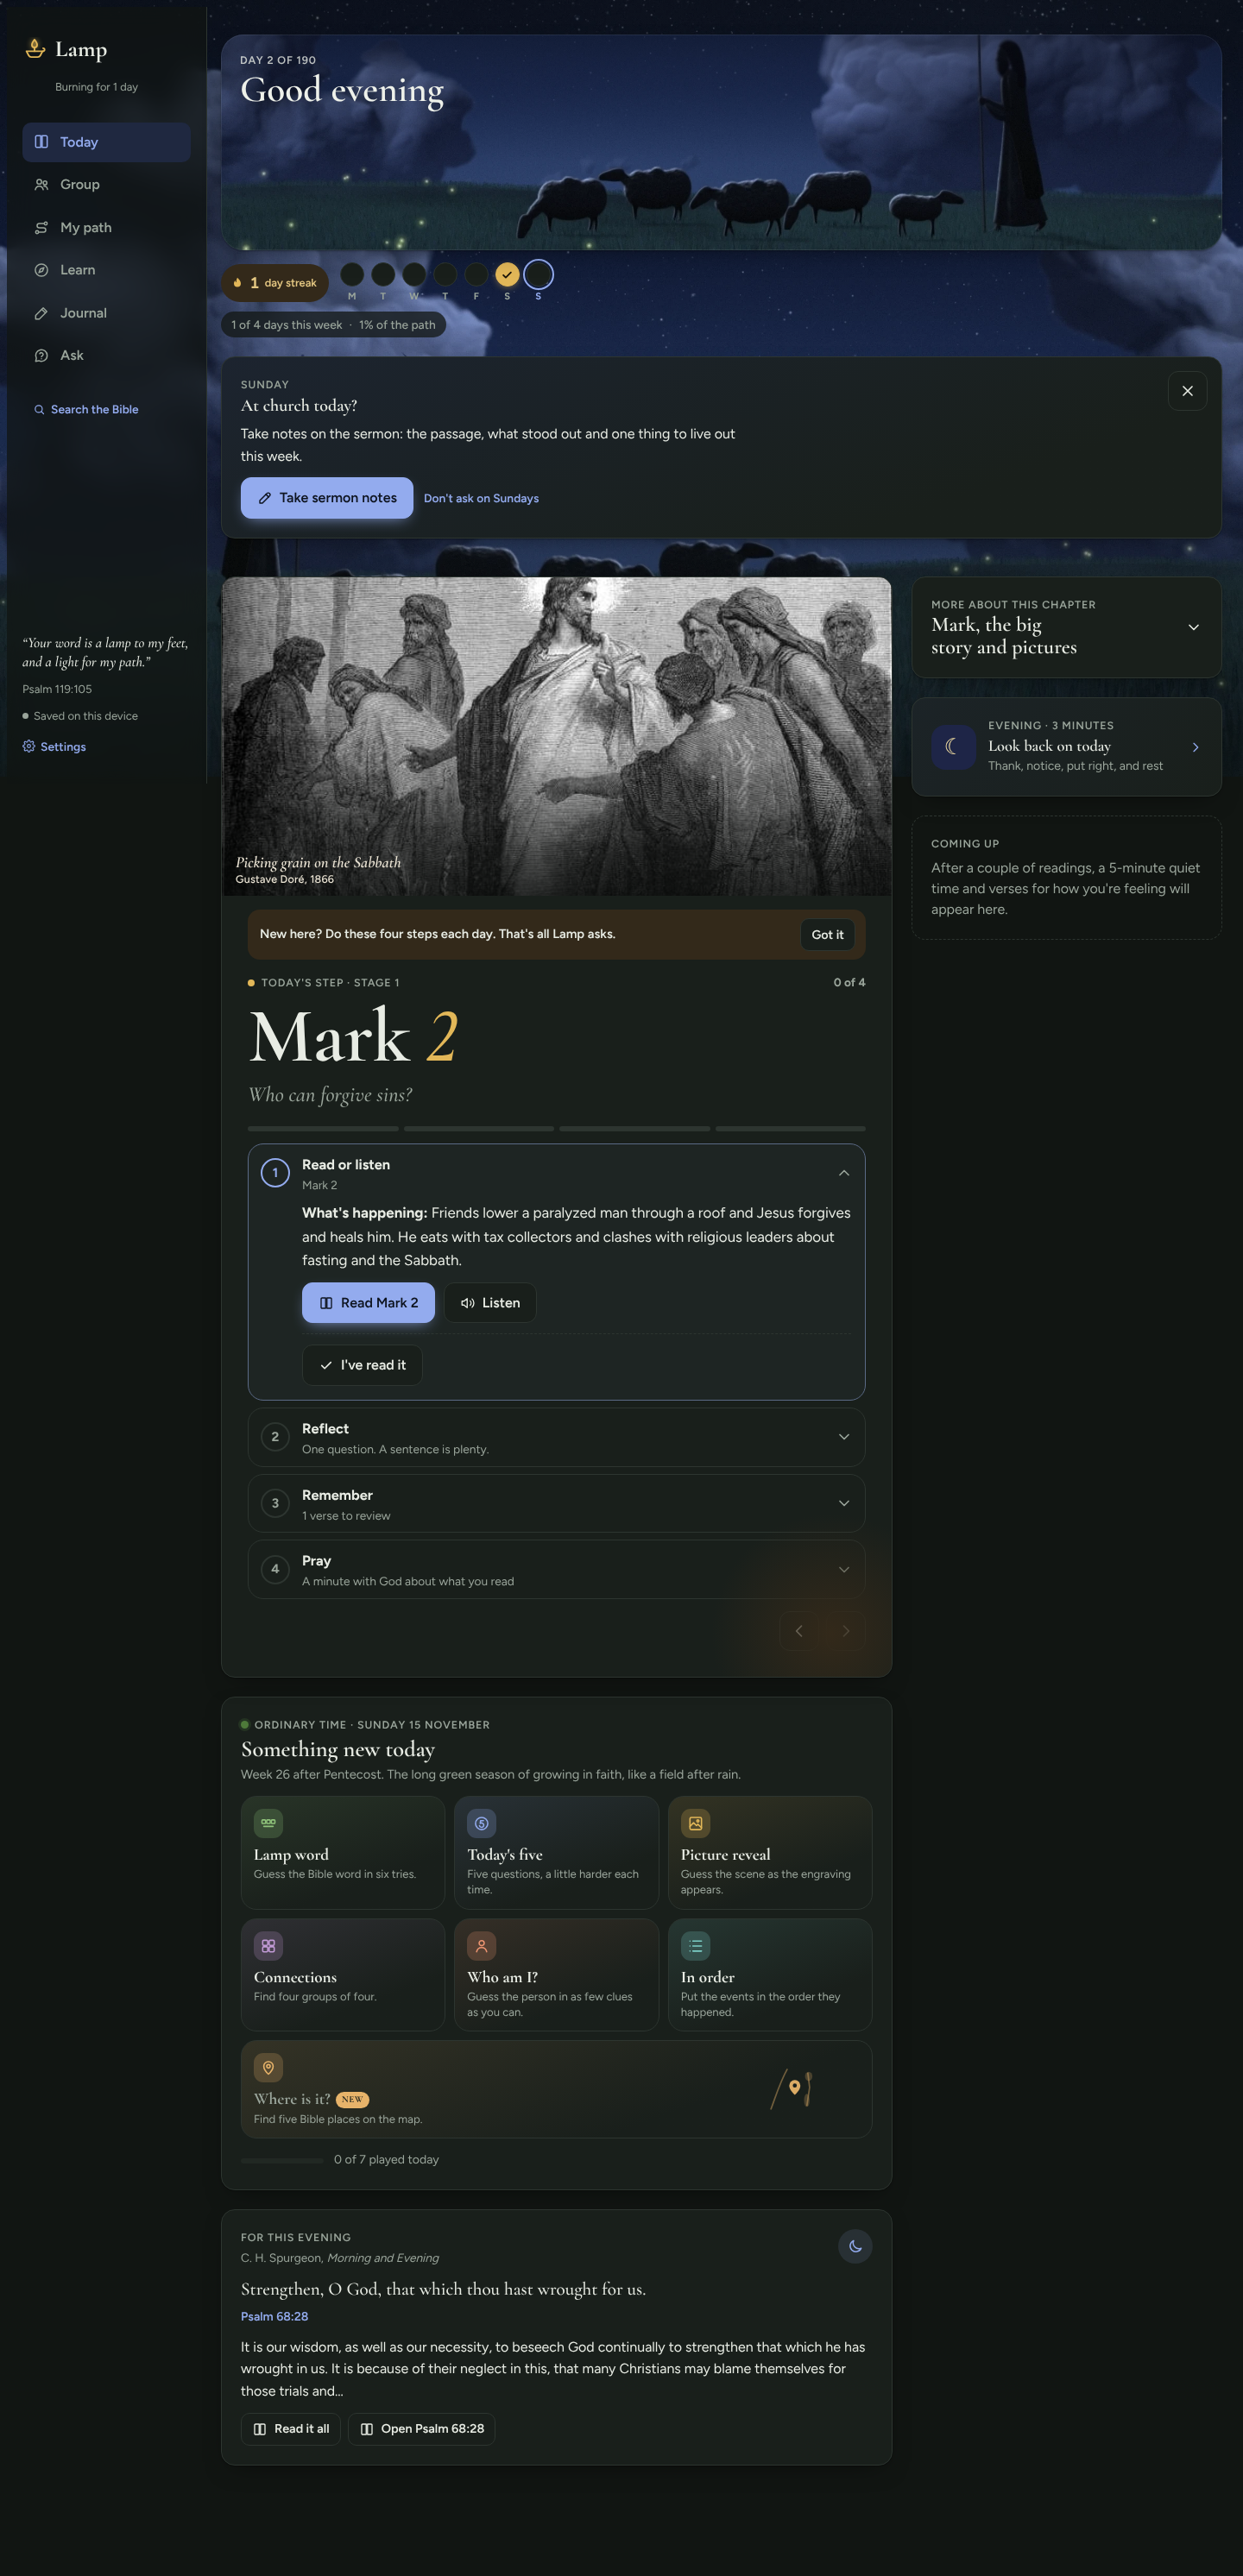 Lamp
Burning for 1 day
Today
Group
My path
Learn
Journal
Ask
Search the Bible
“Your word is a lamp to my feet,
and a light for my path.”
Psalm 119:105
Saved on this device
Settings
DAY 2 OF 190
Good evening
1 day streak
M T W T F S S
1 of 4 days this week · 1% of the path
SUNDAY
At church today?
Take notes on the sermon: the passage, what stood out and one thing to live out
this week.
Take sermon notes
Don't ask on Sundays
Picking grain on the Sabbath
Gustave Doré, 1866
New here? Do these four steps each day. That's all Lamp asks.
Got it
TODAY'S STEP · STAGE 1
0 of 4
Mark 2
Who can forgive sins?
1
Read or listen
Mark 2
What's happening: Friends lower a paralyzed man through a roof and Jesus forgives
and heals him. He eats with tax collectors and clashes with religious leaders about
fasting and the Sabbath.
Read Mark 2
Listen
I've read it
2
Reflect
One question. A sentence is plenty.
3
Remember
1 verse to review
4
Pray
A minute with God about what you read
MORE ABOUT THIS CHAPTER
Mark, the big
story and pictures
EVENING · 3 MINUTES
Look back on today
Thank, notice, put right, and rest
COMING UP
After a couple of readings, a 5-minute quiet
time and verses for how you're feeling will
appear here.
ORDINARY TIME · SUNDAY 15 NOVEMBER
Something new today
Week 26 after Pentecost. The long green season of growing in faith, like a field after rain.
Lamp word
Guess the Bible word in six tries.
5
Today's five
Five questions, a little harder each
time.
Picture reveal
Guess the scene as the engraving
appears.
Connections
Find four groups of four.
Who am I?
Guess the person in as few clues
as you can.
In order
Put the events in the order they
happened.
Where is it? NEW
Find five Bible places on the map.
0 of 7 played today
FOR THIS EVENING
C. H. Spurgeon, Morning and Evening
Strengthen, O God, that which thou hast wrought for us.
Psalm 68:28
It is our wisdom, as well as our necessity, to beseech God continually to strengthen that which he has
wrought in us. It is because of their neglect in this, that many Christians may blame themselves for
those trials and…
Read it all
Open Psalm 68:28